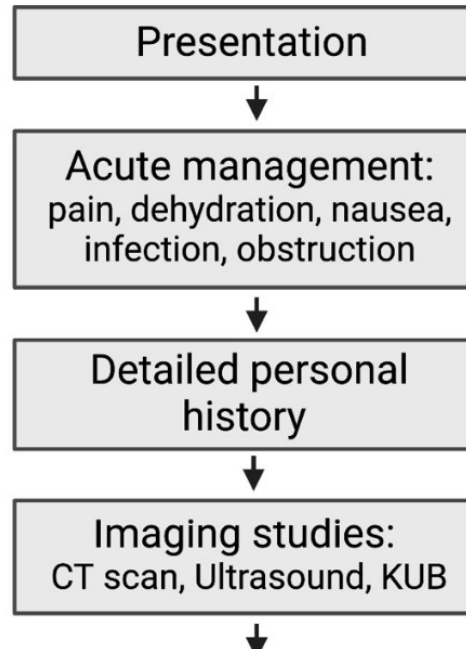 Presentation
Acute management:
pain, dehydration, nausea,
infection, obstruction
Detailed personal
history
Imaging studies:
CT scan, Ultrasound, KUB